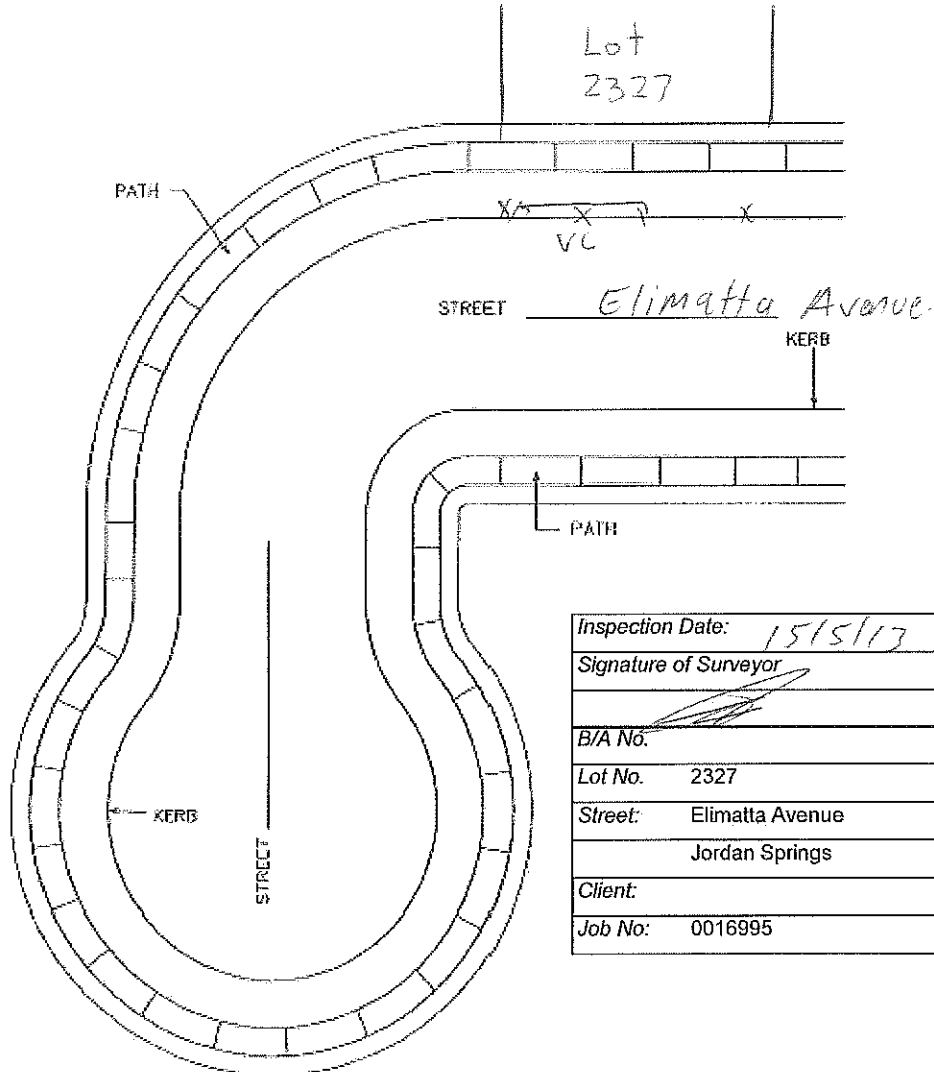 Lot
2327
PATH
VC
STREET Elimatta Avenue
KERB
PATH
KERB
STREET
Inspection Date: 15/5/13
Signature of Surveyor
B/A No.
Lot No. 2327
Street: Elimatta Avenue
Jordan Springs
Client:
Job No: 0016995